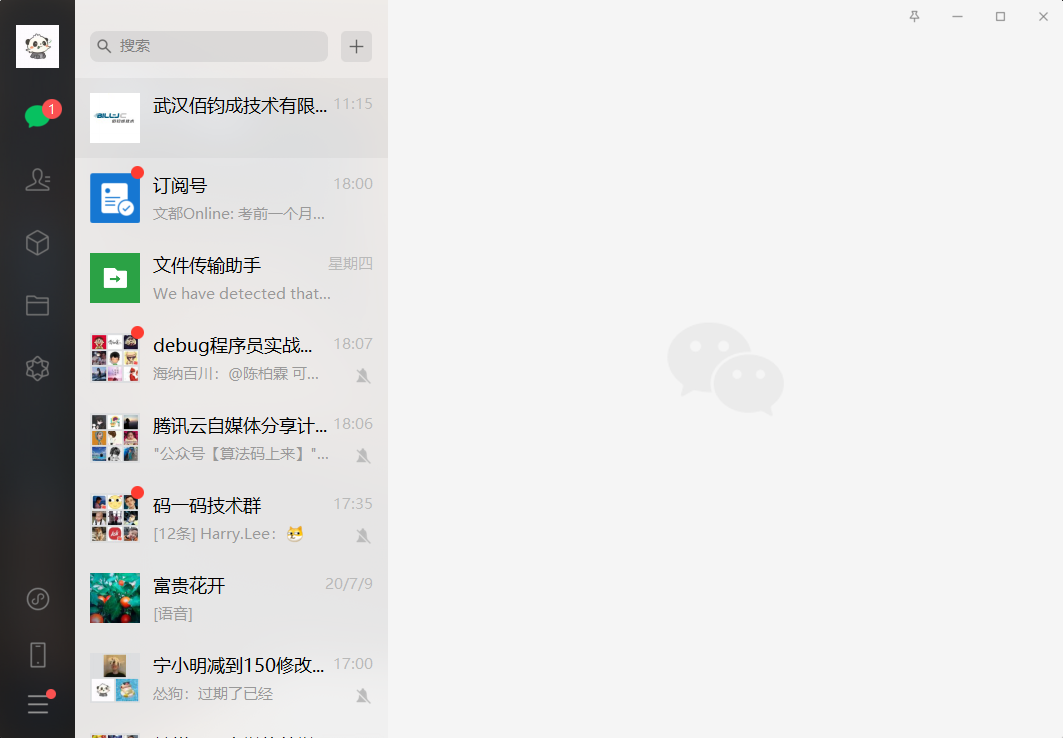 搜索
1
武汉佰钧成技术有限... 11:15
订阅号 18:00
文都Online: 考前一个月...
文件传输助手 星期四
We have detected that...
debug程序员实战... 18:07
海纳百川：@陈柏霖 可...
腾讯云自媒体分享计... 18:06
"公众号【算法码上来】"...
码一码技术群 17:35
[12条] Harry.Lee：
富贵花开 20/7/9
[语音]
宁小明减到150修改... 17:00
怂狗：过期了已经